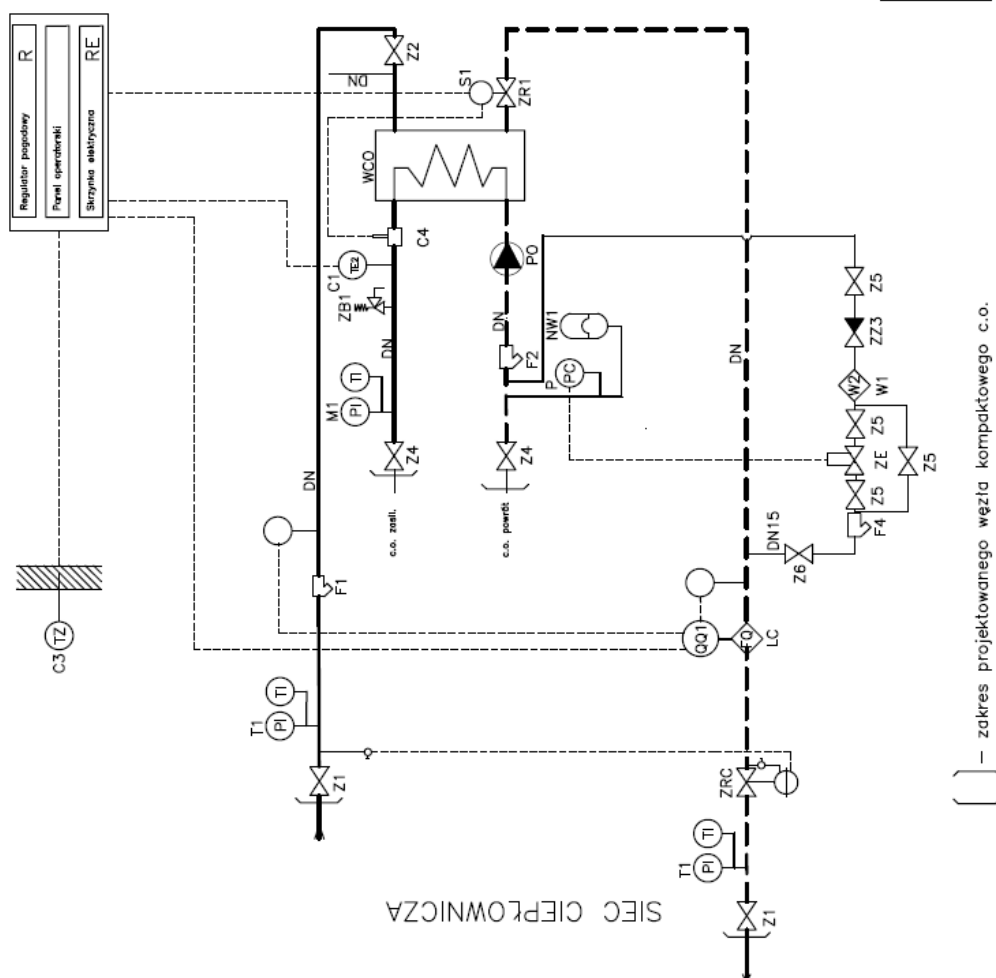 Regulator pogodowy R
Panel operatorski
Skrzynka elektryczna RE
C3
TZ
Z2
DN
S1
ZR1
WCO
C4
C1
TE2
ZB1
DN
M1
PI
TI
Z4
c.o. zasil.
PO
DN
F2
NW1
P
PC
Z4
c.o. powrót
DN
F1
T1
PI
TI
Z1
DN
Z5
ZZ3
W2
W1
Z5
ZE
Z5
Z5
F4
DN15
Z6
QQ1
FQ
LC
ZRC
T1
PI
TI
Z1
SIEC CIEPŁOWNICZA
– zakres projektowanego węzła kompaktowego c.o.